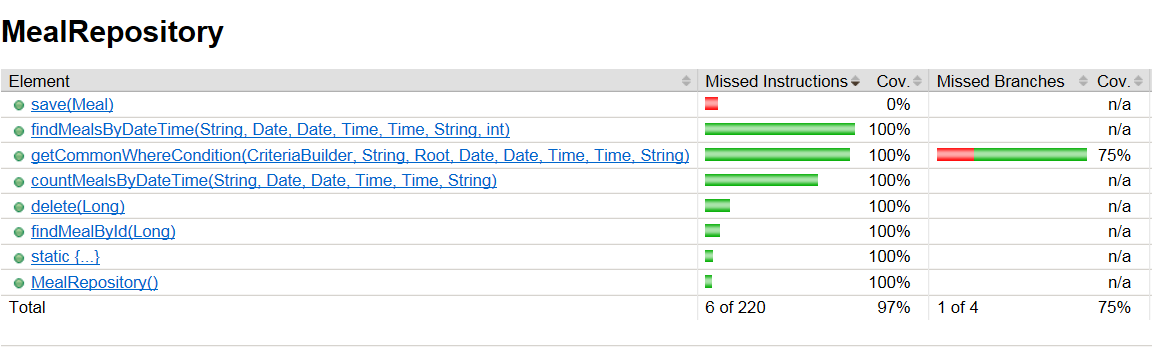 MealRepository
Element Missed Instructions Cov. Missed Branches Cov.
save(Meal) 0% n/a
findMealsByDateTime(String, Date, Date, Time, Time, String, int) 100% n/a
getCommonWhereCondition(CriteriaBuilder, String, Root, Date, Date, Time, Time, String) 100% 75%
countMealsByDateTime(String, Date, Date, Time, Time, String) 100% n/a
delete(Long) 100% n/a
findMealById(Long) 100% n/a
static {...} 100% n/a
MealRepository() 100% n/a
Total 6 of 220 97% 1 of 4 75%